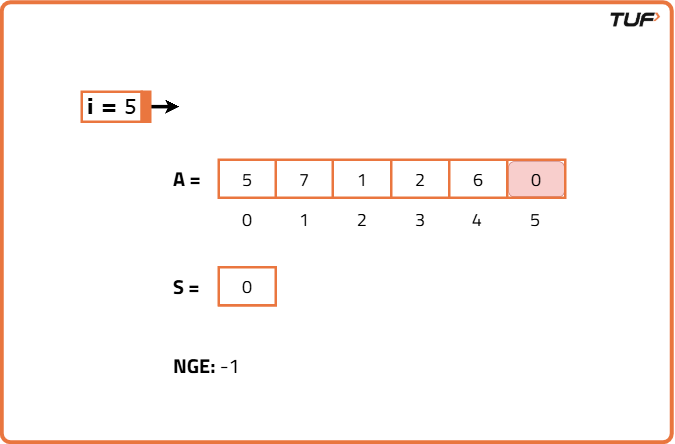 TUF
i = 5
A = 5 7 1 2 6 0
0 1 2 3 4 5
S = 0
NGE: -1